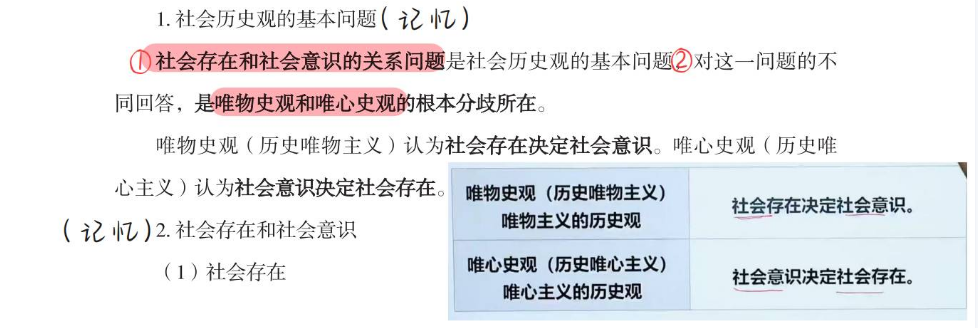 1. 社会历史观的基本问题(记忆)
①社会存在和社会意识的关系问题是社会历史观的基本问题②对这一问题的不
同回答，是唯物史观和唯心史观的根本分歧所在。
唯物史观（历史唯物主义）认为社会存在决定社会意识。唯心史观（历史唯
心主义）认为社会意识决定社会存在。
(记忆)2. 社会存在和社会意识
（1）社会存在
唯物史观（历史唯物主义）
唯物主义的历史观
社会存在决定社会意识。
唯心史观（历史唯心主义）
唯心主义的历史观
社会意识决定社会存在。